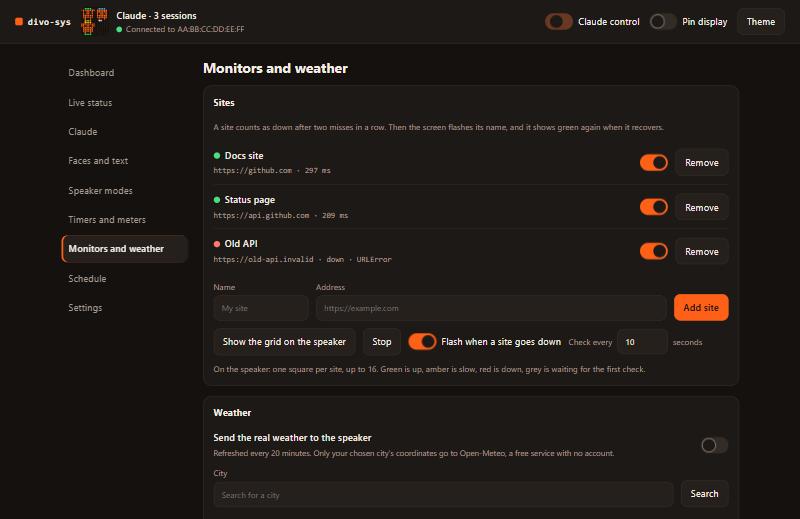 divo-sys
Claude · 3 sessions
Connected to AA:BB:CC:DD:EE:FF
Claude control
Pin display
Theme
Dashboard
Live status
Claude
Faces and text
Speaker modes
Timers and meters
Monitors and weather
Schedule
Settings
Monitors and weather
Sites
A site counts as down after two misses in a row. Then the screen flashes its name, and it shows green again when it recovers.
Docs site
https://github.com · 297 ms
Remove
Status page
https://api.github.com · 209 ms
Remove
Old API
https://old-api.invalid · down · URLError
Remove
Name
Address
My site
https://example.com
Add site
Show the grid on the speaker
Stop
Flash when a site goes down
Check every
10
seconds
On the speaker: one square per site, up to 16. Green is up, amber is slow, red is down, grey is waiting for the first check.
Weather
Send the real weather to the speaker
Refreshed every 20 minutes. Only your chosen city's coordinates go to Open-Meteo, a free service with no account.
City
Search for a city
Search